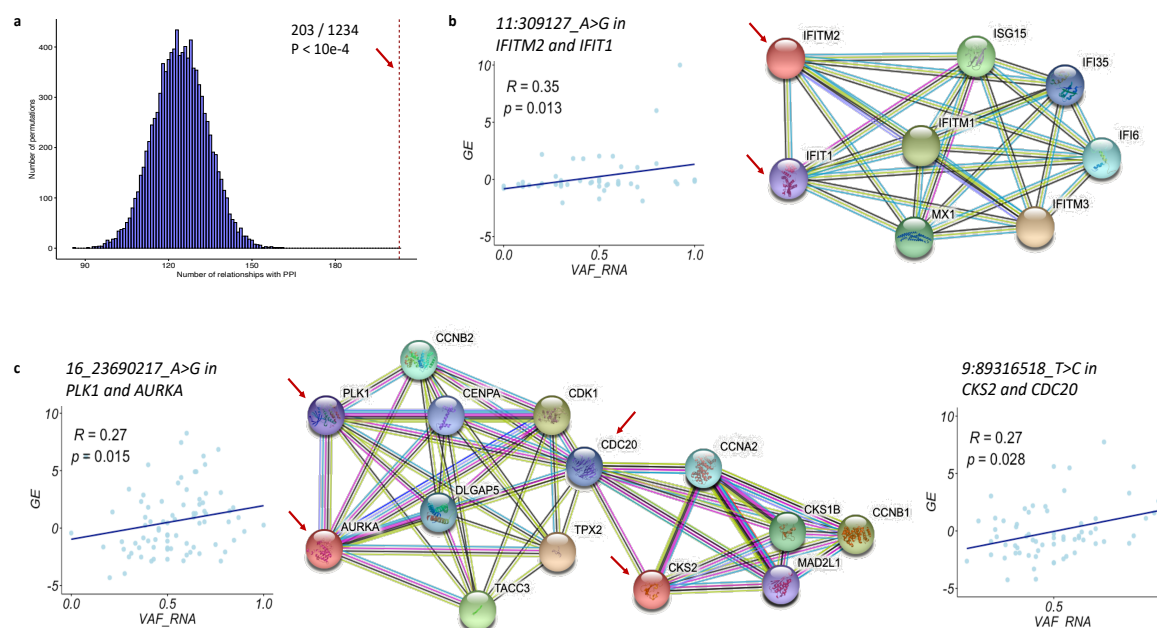 a
203 / 1234
P < 10e-4
Number of permutations
400
300
200
100
0
90
120
150
180
Number of relationships with PPI
b
11:309127_A>G in
IFITM2 and IFIT1
R = 0.35
p = 0.013
GE
10
5
0
-5
0.0
0.5
1.0
VAF_RNA
IFITM2
ISG15
IFI35
IFITM1
IFI6
IFIT1
IFITM3
MX1
c
16_23690217_A>G in
PLK1 and AURKA
R = 0.27
p = 0.015
GE
10
5
0
-5
0.0
0.5
1.0
VAF_RNA
CCNB2
PLK1
CENPA
CDK1
CDC20
CCNA2
DLGAP5
CKS1B
CCNB1
AURKA
TPX2
CKS2
MAD2L1
TACC3
9:89316518_T>C in
CKS2 and CDC20
R = 0.27
p = 0.028
GE
10
5
0
-5
0.5
VAF_RNA